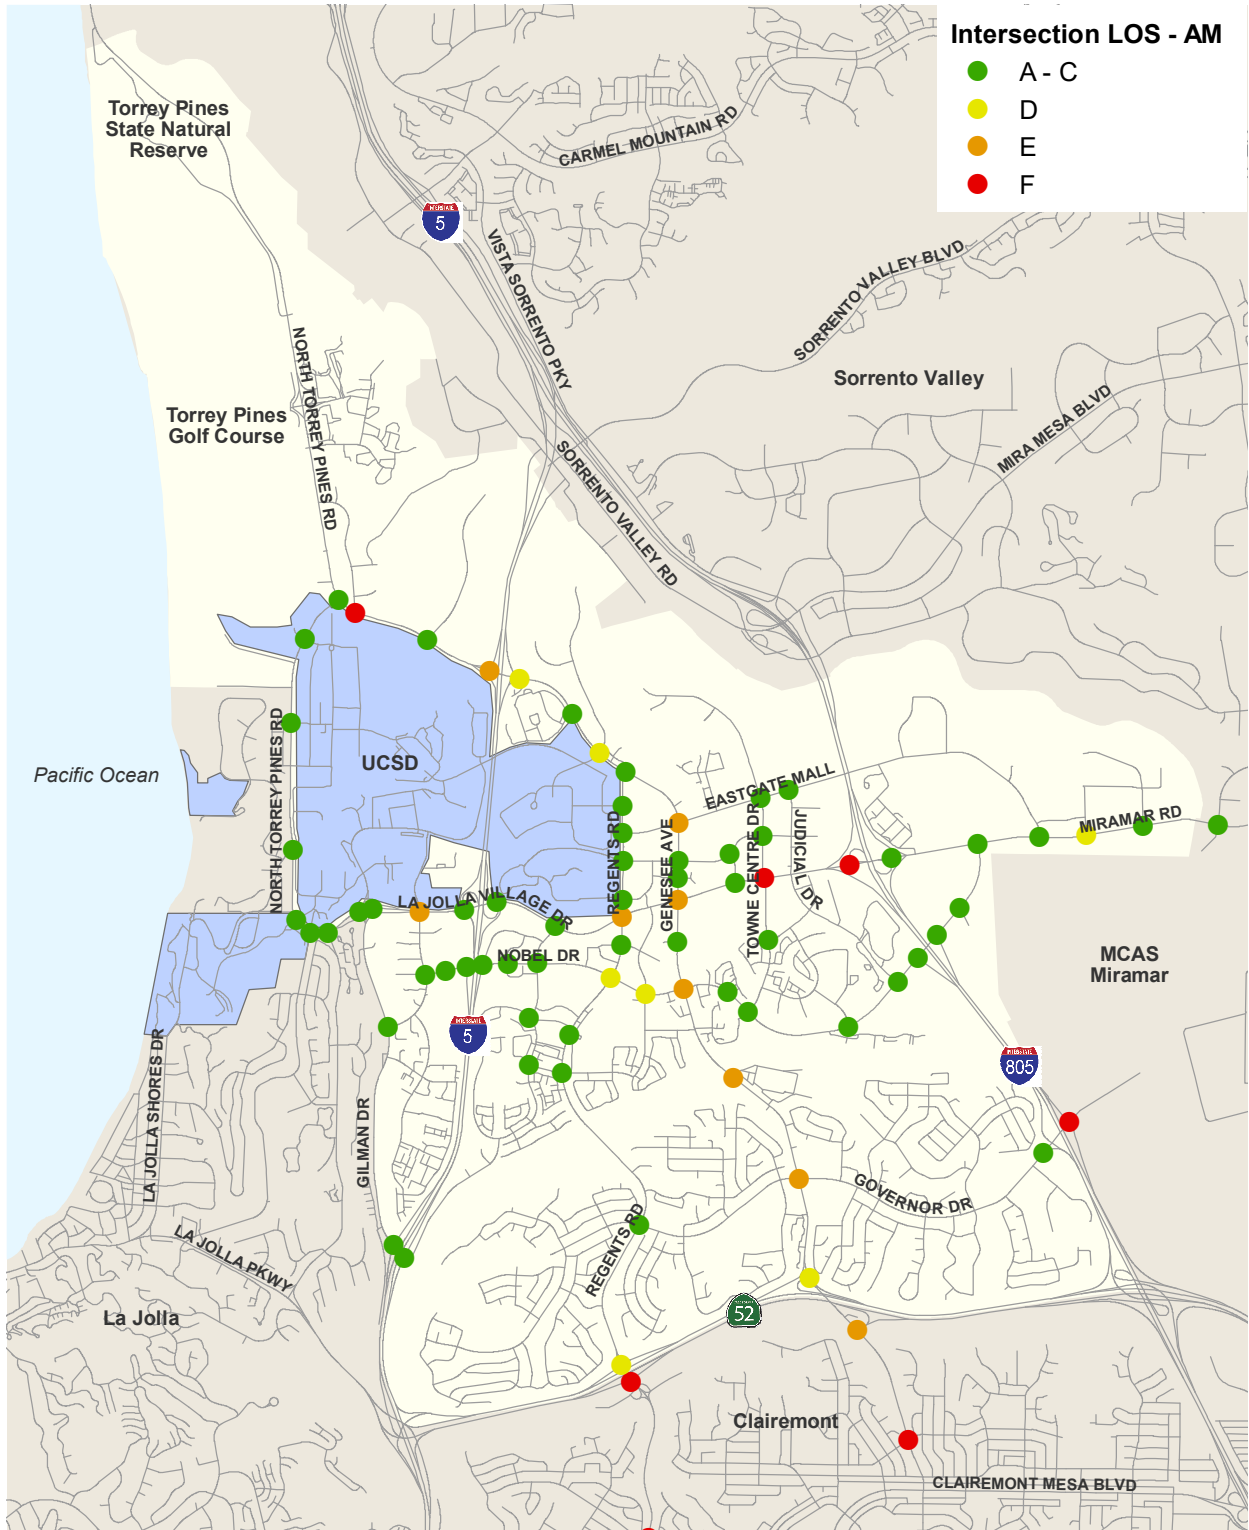 Intersection LOS - AM
A - C
D
E
F
Torrey Pines
State Natural
Reserve
CARMEL MOUNTAIN RD
INTERSTATE
5
VISTA SORRENTO PKY
SORRENTO VALLEY BLVD
NORTH TORREY PINES RD
Sorrento Valley
Torrey Pines
Golf Course
MIRA MESA BLVD
SORRENTO VALLEY RD
NORTH TORREY PINES RD
UCSD
Pacific Ocean
EASTGATE MALL
MIRAMAR RD
REGENTS RD
GENESEE AVE
TOWNE CENTRE DR
JUDICIAL DR
LA JOLLA VILLAGE DR
NOBEL DR
MCAS
Miramar
INTERSTATE
5
INTERSTATE
805
LA JOLLA SHORES DR
GILMAN DR
GOVERNOR DR
REGENTS RD
LA JOLLA PKWY
La Jolla
52
Clairemont
CLAIREMONT MESA BLVD